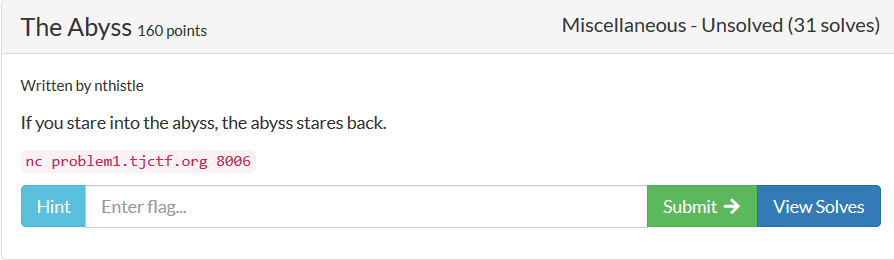 The Abyss 160 points Miscellaneous - Unsolved (31 solves)
Written by nthistle
If you stare into the abyss, the abyss stares back.
nc problem1.tjctf.org 8006
Hint Enter flag... Submit → View Solves